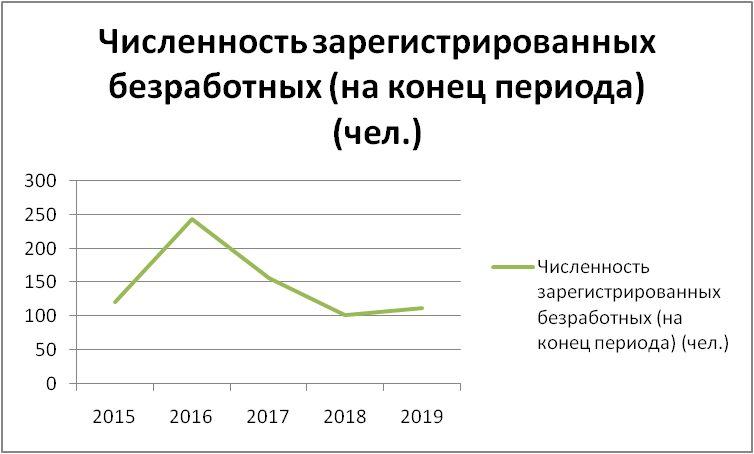 Численность зарегистрированных
безработных (на конец периода)
(чел.)
300
250
200
150
100
50
0
2015 2016 2017 2018 2019
Численность
зарегистрированных
безработных (на
конец периода) (чел.)